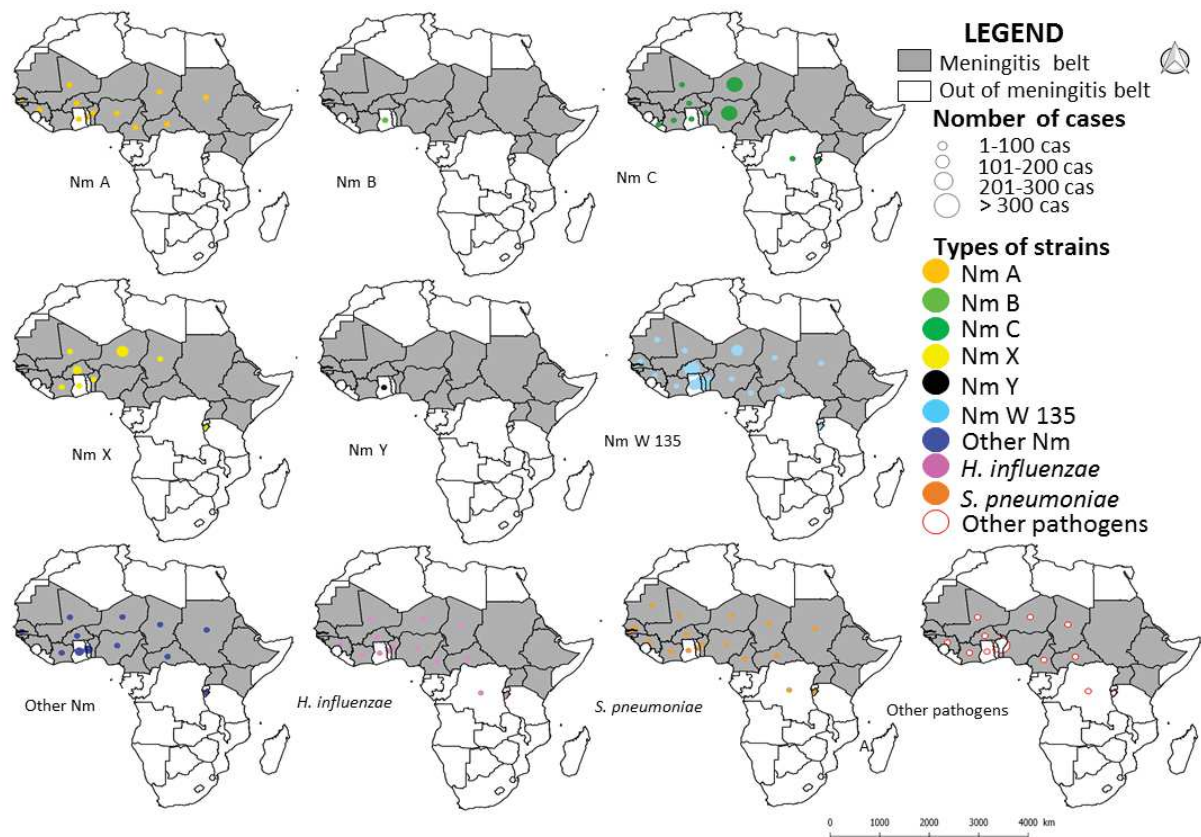 LEGEND
Meningitis belt
Out of meningitis belt
Nomber of cases
1-100 cas
101-200 cas
201-300 cas
> 300 cas
Types of strains
Nm A
Nm B
Nm C
Nm X
Nm Y
Nm W 135
Other Nm
H. influenzae
S. pneumoniae
Other pathogens
Nm A
Nm B
Nm C
Nm X
Nm Y
Nm W 135
Other Nm
H. influenzae
S. pneumoniae
A
Other pathogens
0 1000 2000 3000 4000 km